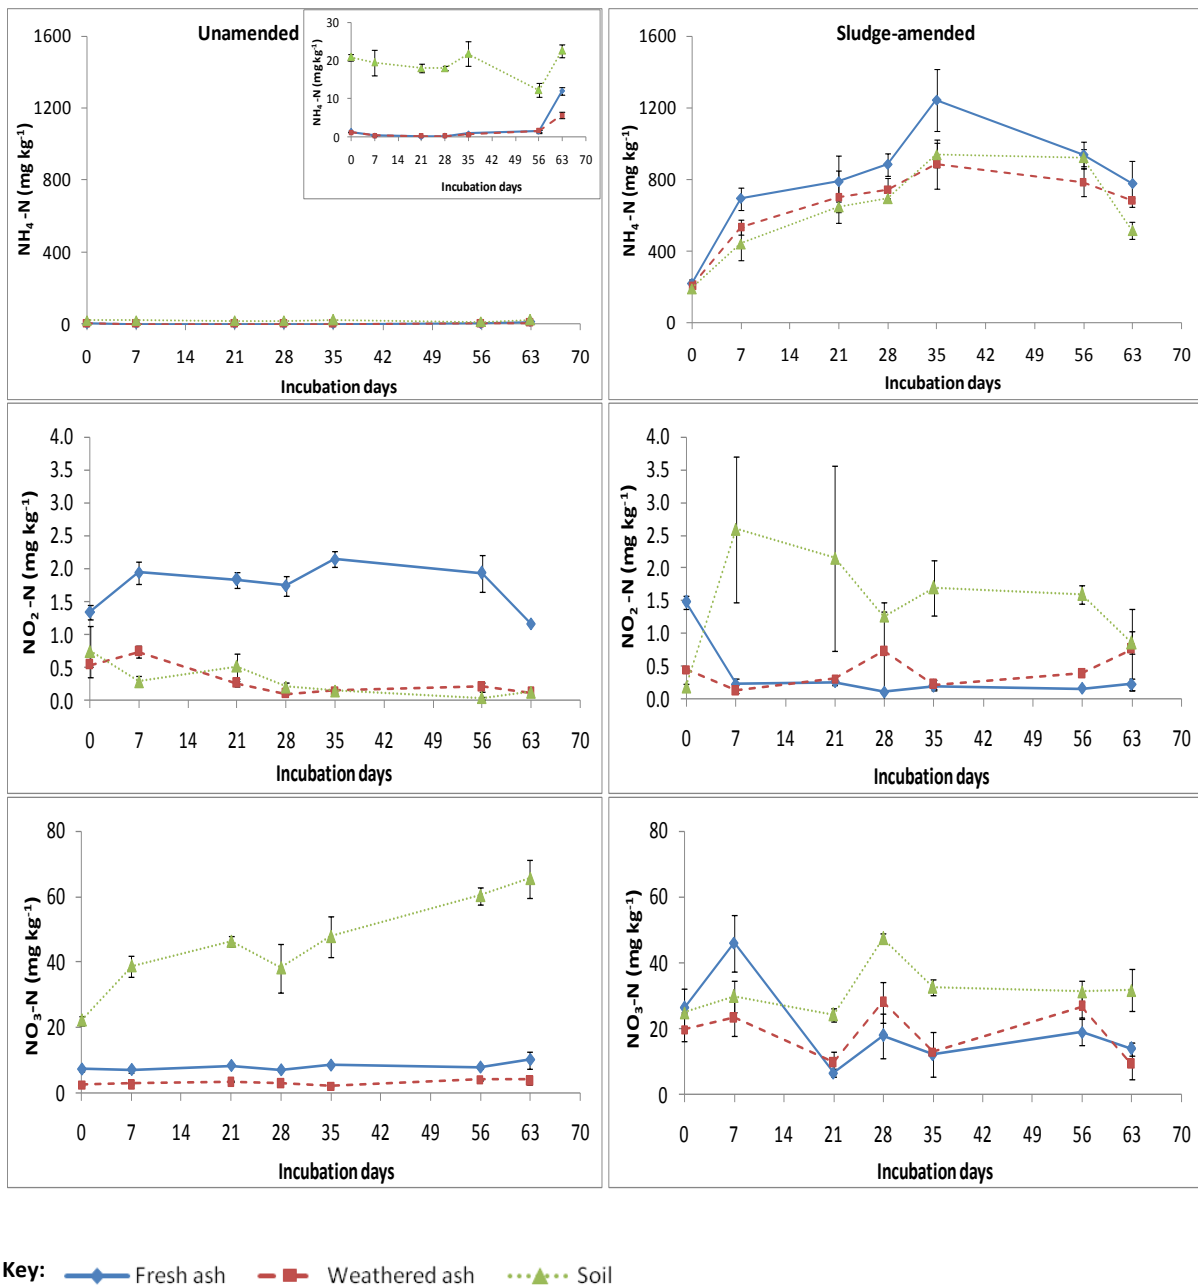 Unamended
NH₄-N (mg kg⁻¹)
1600
1200
800
400
0
0 7 14 21 28 35 42 49 56 63 70
Incubation days
NH₄-N (mg kg⁻¹)
30
20
10
0
0 7 14 21 28 35 42 49 56 63 70
Incubation days
Sludge-amended
NH₄-N (mg kg⁻¹)
1600
1200
800
400
0
0 7 14 21 28 35 42 49 56 63 70
Incubation days
NO₂-N (mg kg⁻¹)
4.0
3.5
3.0
2.5
2.0
1.5
1.0
0.5
0.0
0 7 14 21 28 35 42 49 56 63 70
Incubation days
NO₂-N (mg kg⁻¹)
4.0
3.5
3.0
2.5
2.0
1.5
1.0
0.5
0.0
0 7 14 21 28 35 42 49 56 63 70
Incubation days
NO₃-N (mg kg⁻¹)
80
60
40
20
0
0 7 14 21 28 35 42 49 56 63 70
Incubation days
NO₃-N (mg kg⁻¹)
80
60
40
20
0
0 7 14 21 28 35 42 49 56 63 70
Incubation days
Key: Fresh ash Weathered ash Soil